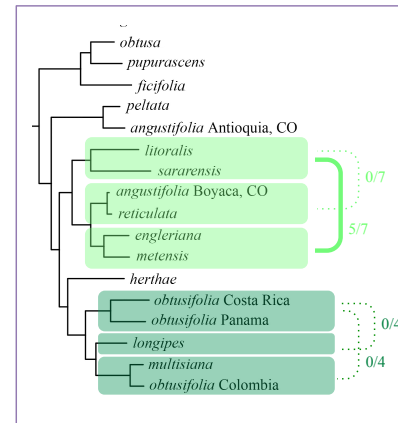 obtusa
pupurascens
ficifolia
peltata
angustifolia Antioquia, CO
litoralis
sararensis
0/7
angustifolia Boyaca, CO
reticulata
5/7
engleriana
metensis
herthae
obtusifolia Costa Rica
obtusifolia Panama
0/4
longipes
multisiana
0/4
obtusifolia Colombia